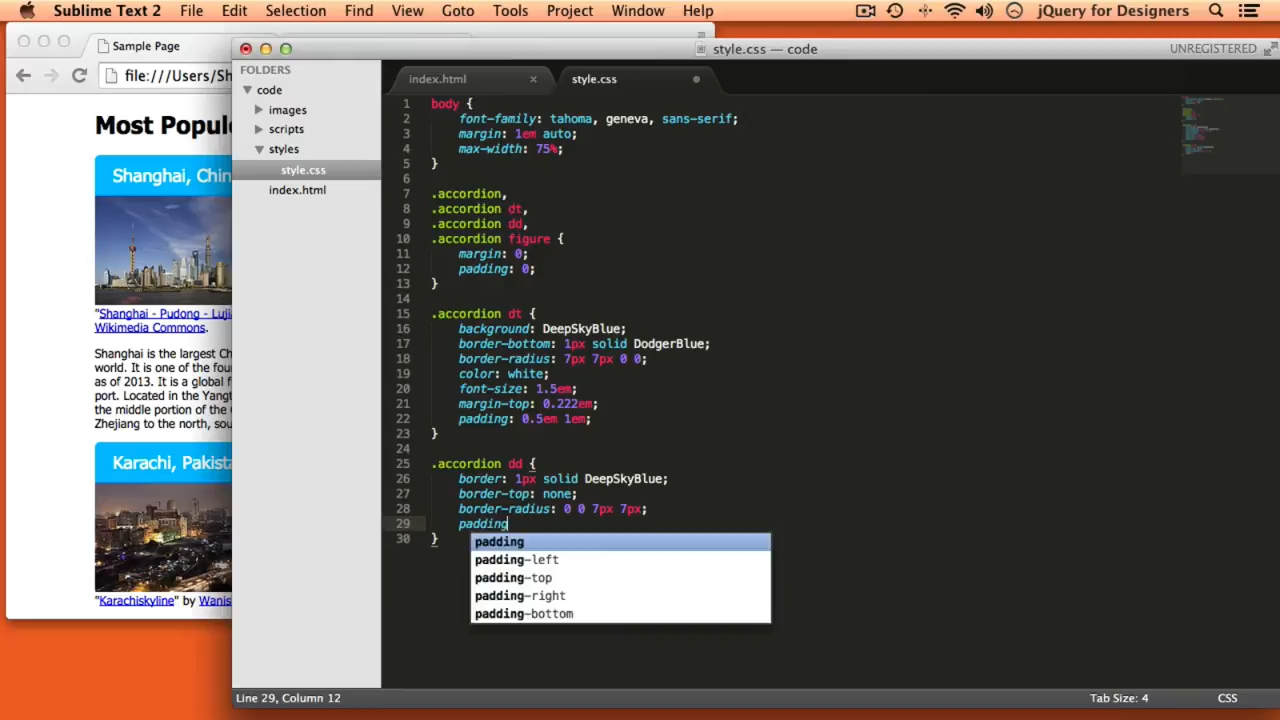 Sublime Text 2 File Edit Selection Find View Goto Tools Project Window Help jQuery for Designers
Sample Page
file:///Users/Sh
Most Popul
Shanghai, Chin
"Shanghai - Pudong - Luji
Wikimedia Commons.
Shanghai is the largest Ch
world. It is one of the fou
as of 2013. It is a global f
port. Located in the Yangt
the middle portion of the
Zhejiang to the north, sou
Karachi, Pakista
"Karachiskyline" by Wanis
style.css — code
UNREGISTERED
FOLDERS
code
images
scripts
styles
style.css
index.html
index.html
style.css
1 body {
2 font-family: tahoma, geneva, sans-serif;
3 margin: 1em auto;
4 max-width: 75%;
5 }
6
7 .accordion,
8 .accordion dt,
9 .accordion dd,
10 .accordion figure {
11 margin: 0;
12 padding: 0;
13 }
14
15 .accordion dt {
16 background: DeepSkyBlue;
17 border-bottom: 1px solid DodgerBlue;
18 border-radius: 7px 7px 0 0;
19 color: white;
20 font-size: 1.5em;
21 margin-top: 0.222em;
22 padding: 0.5em 1em;
23 }
24
25 .accordion dd {
26 border: 1px solid DeepSkyBlue;
27 border-top: none;
28 border-radius: 0 0 7px 7px;
29 padding
30 }
padding
padding-left
padding-top
padding-right
padding-bottom
Line 29, Column 12
Tab Size: 4
CSS